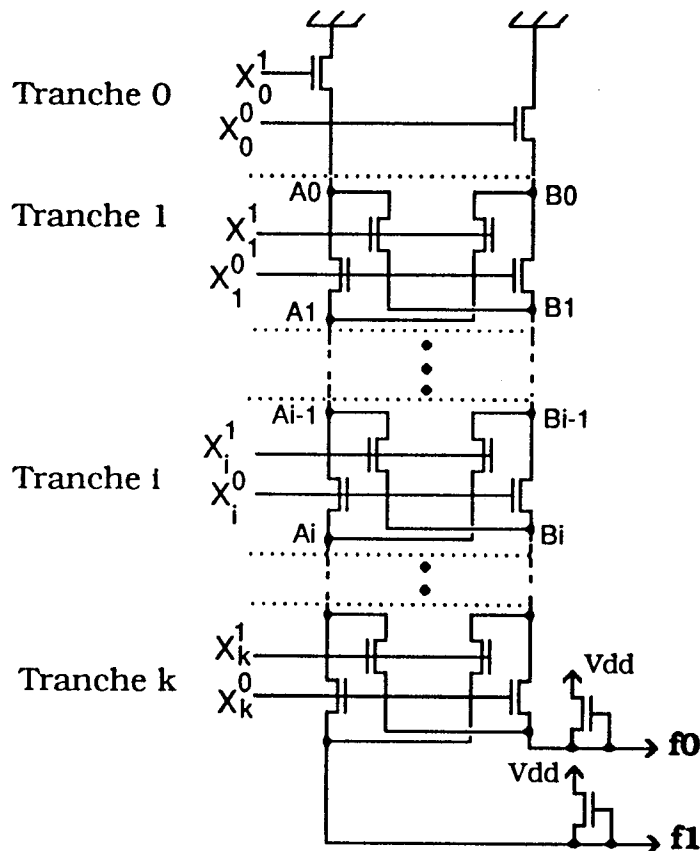 X_0^1
Tranche 0
X_0^0
A0 B0
Tranche 1
X_1^1
X_1^0
A1 B1
Ai-1 Bi-1
X_i^1
Tranche i
X_i^0
Ai Bi
X_k^1
Tranche k
X_k^0
Vdd
f0
Vdd
f1